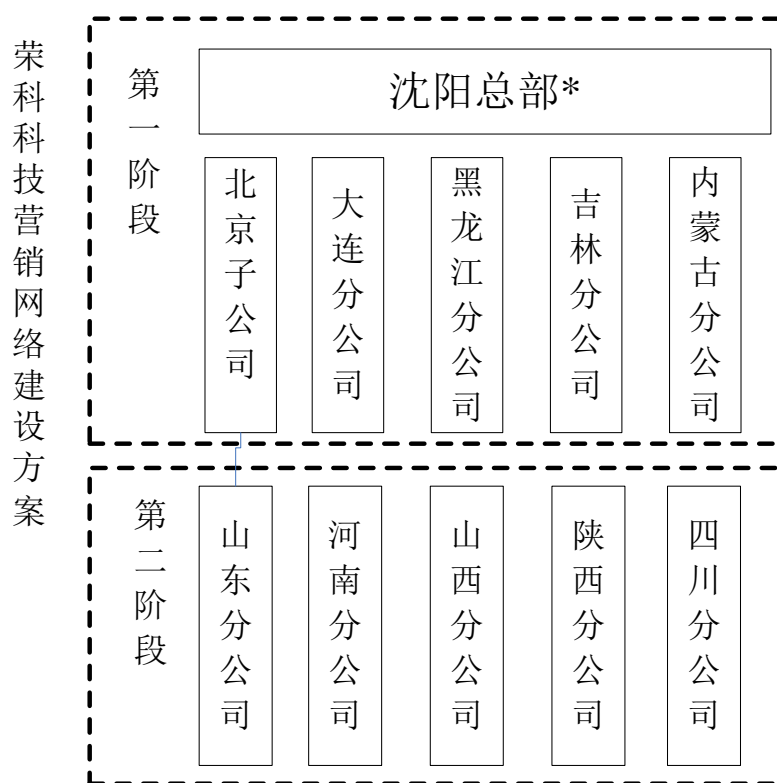 荣科科技营销网络建设方案
第一阶段
沈阳总部*
北京子公司
大连分公司
黑龙江分公司
吉林分公司
内蒙古分公司
第二阶段
山东分公司
河南分公司
山西分公司
陕西分公司
四川分公司